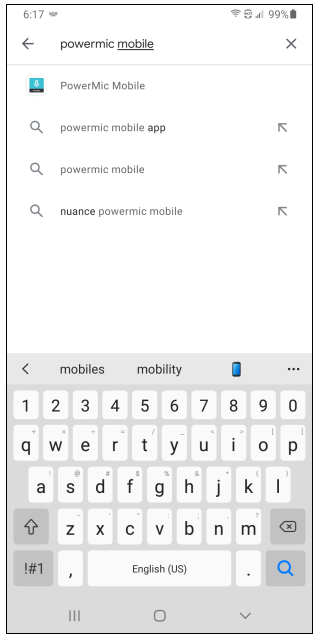 6:17 99%
powermic mobile
PowerMic Mobile
powermic mobile app
powermic mobile
nuance powermic mobile
mobiles mobility
1 2 3 4 5 6 7 8 9 0
q w e r t y u i o p
a s d f g h j k l
z x c v b n m
!#1 , English (US) .